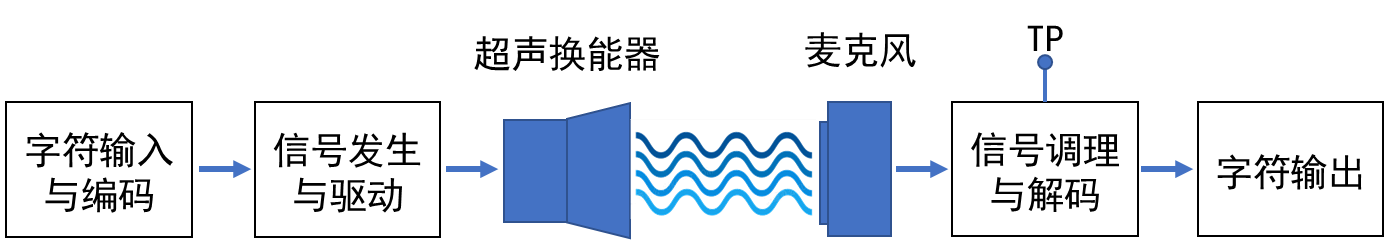 超声换能器
麦克风
TP
字符输入
与编码
信号发生
与驱动
信号调理
与解码
字符输出